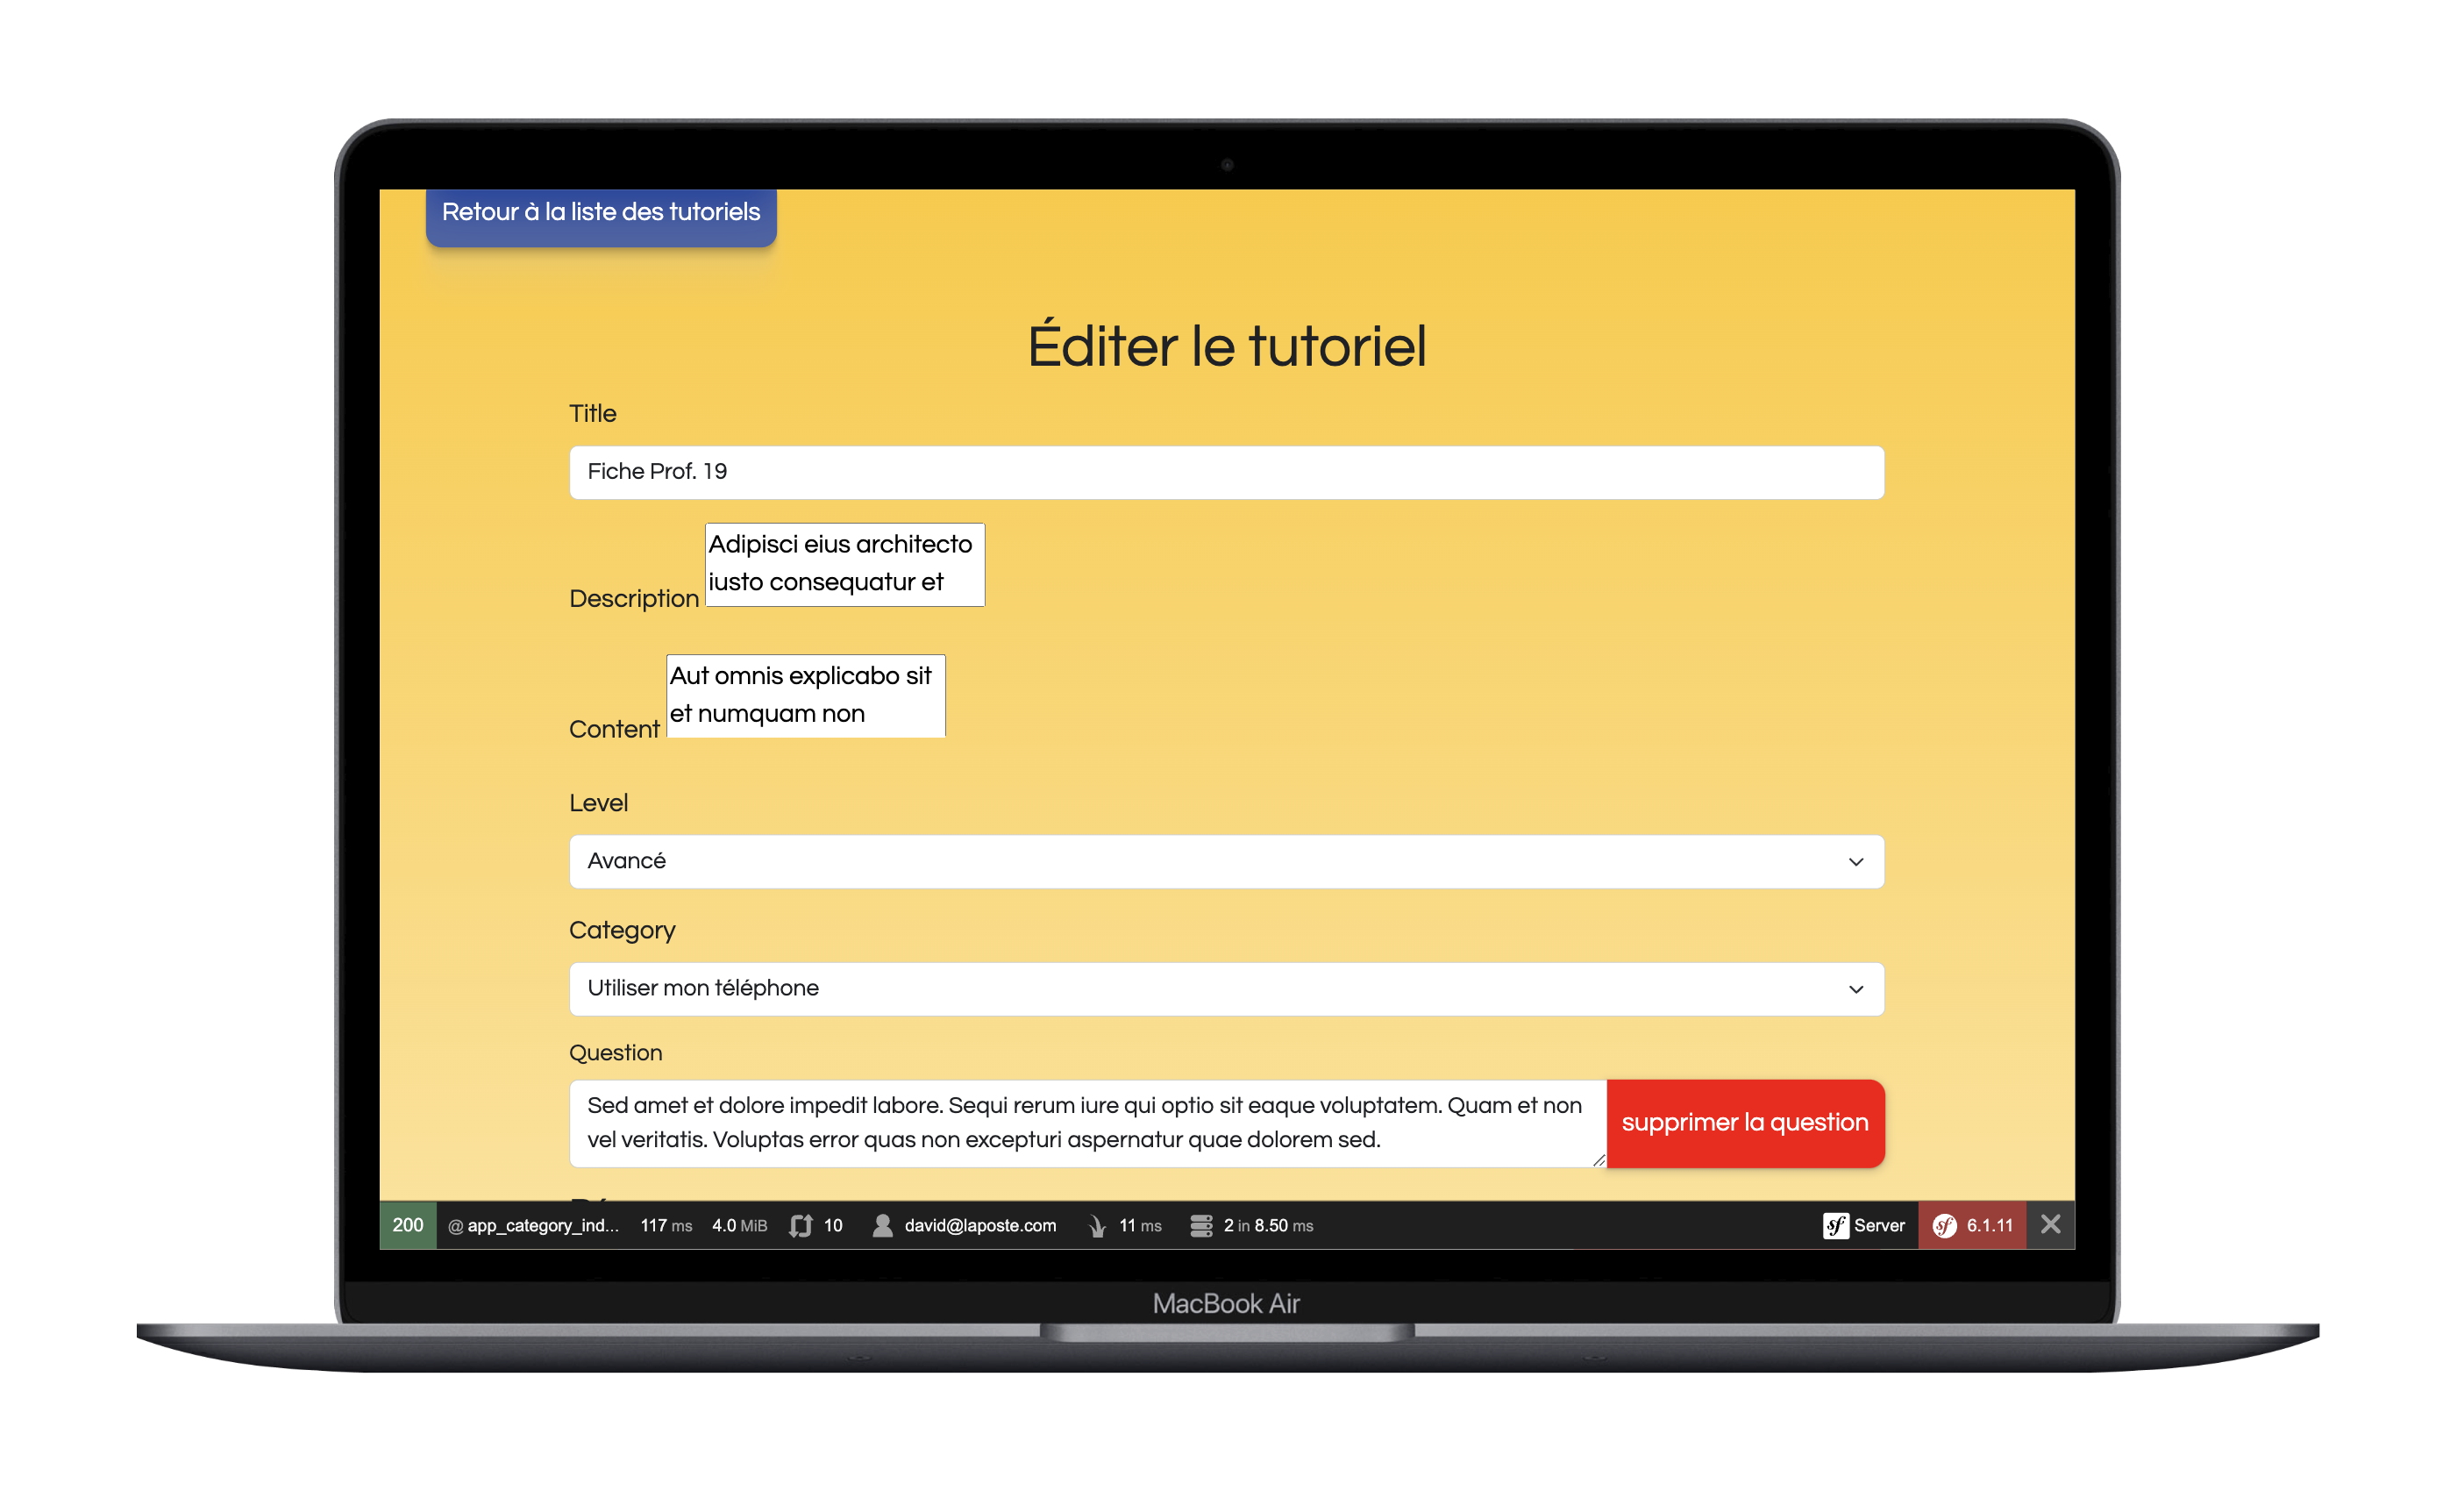 Retour à la liste des tutoriels
Éditer le tutoriel
Title
Fiche Prof. 19
Adipisci eius architecto
iusto consequatur et
Description
Aut omnis explicabo sit
et numquam non
Content
Level
Avancé
Category
Utiliser mon téléphone
Question
Sed amet et dolore impedit labore. Sequi rerum iure qui optio sit eaque voluptatem. Quam et non
vel veritatis. Voluptas error quas non excepturi aspernatur quae dolorem sed.
supprimer la question
200 @ app_category_ind... 117 ms 4.0 MiB 10 david@laposte.com 11 ms 2 in 8.50 ms sf Server sf 6.1.11
MacBook Air